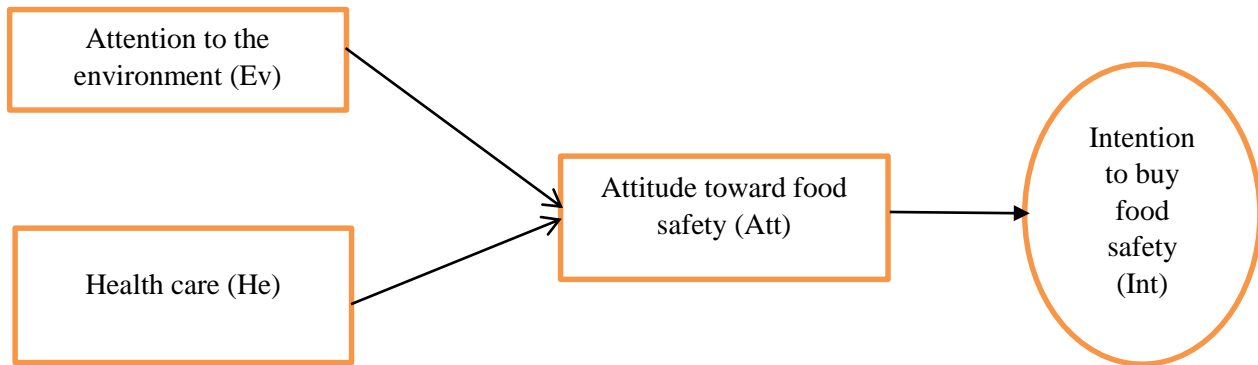 Attention to the
environment (Ev)
Health care (He)
Attitude toward food
safety (Att)
Intention
to buy
food
safety
(Int)